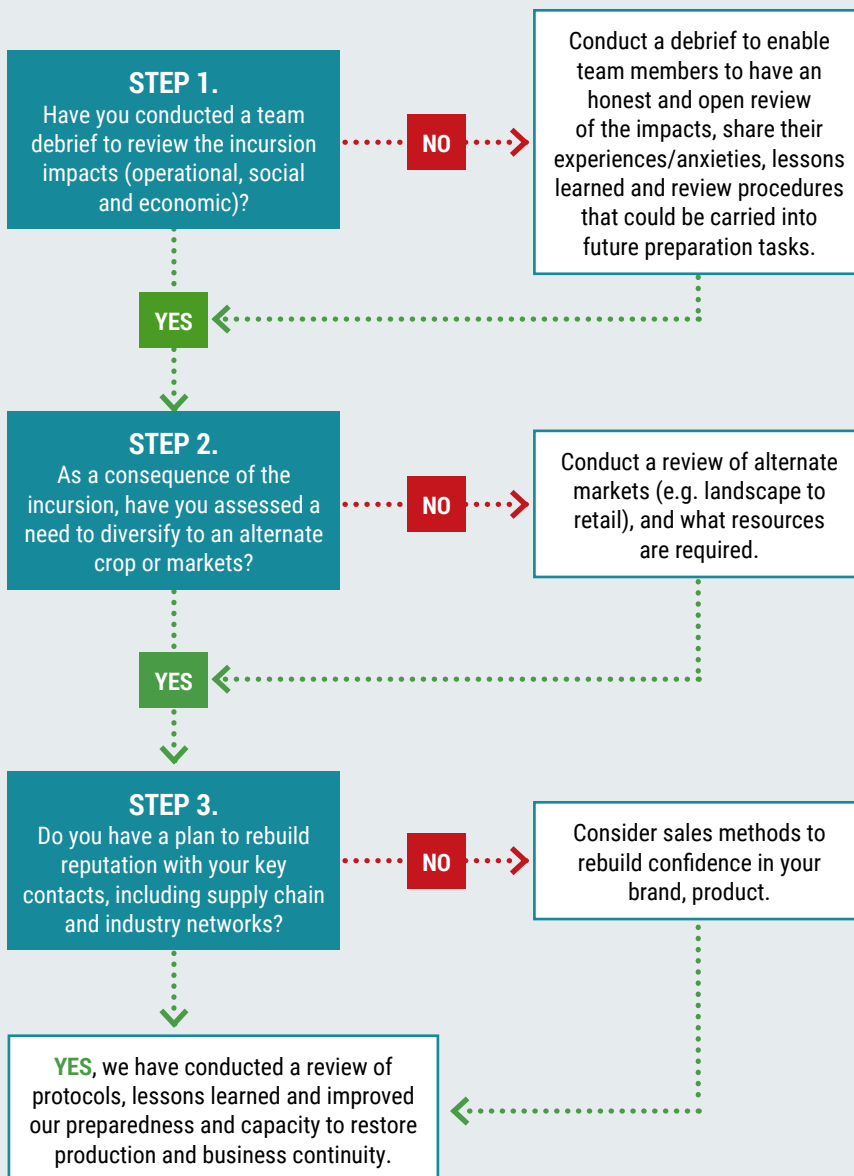 STEP 1.
Have you conducted a team
debrief to review the incursion
impacts (operational, social
and economic)?
NO
Conduct a debrief to enable
team members to have an
honest and open review
of the impacts, share their
experiences/anxieties, lessons
learned and review procedures
that could be carried into
future preparation tasks.
YES
STEP 2.
As a consequence of the
incursion, have you assessed a
need to diversify to an alternate
crop or markets?
NO
Conduct a review of alternate
markets (e.g. landscape to
retail), and what resources
are required.
YES
STEP 3.
Do you have a plan to rebuild
reputation with your key
contacts, including supply chain
and industry networks?
NO
Consider sales methods to
rebuild confidence in your
brand, product.
YES, we have conducted a review of
protocols, lessons learned and improved
our preparedness and capacity to restore
production and business continuity.